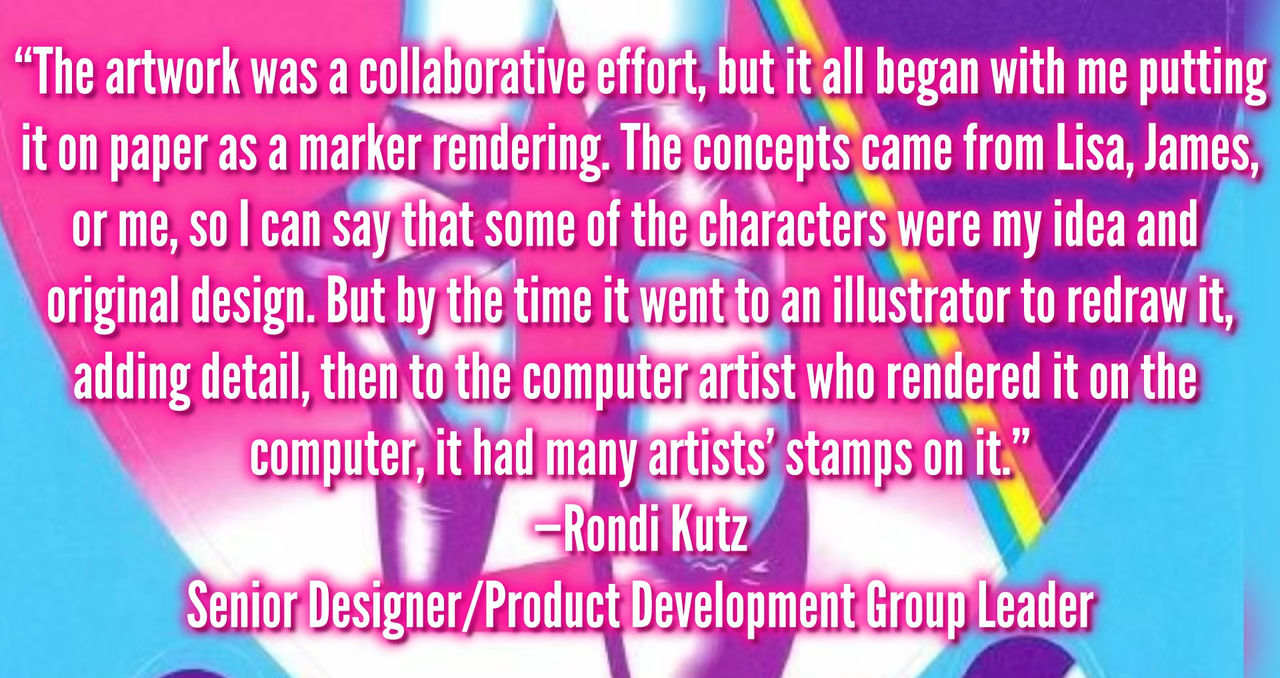 “The artwork was a collaborative effort, but it all began with me putting
it on paper as a marker rendering. The concepts came from Lisa, James,
or me, so I can say that some of the characters were my idea and
original design. But by the time it went to an illustrator to redraw it,
adding detail, then to the computer artist who rendered it on the
computer, it had many artists’ stamps on it.”
–Rondi Kutz
Senior Designer/Product Development Group Leader